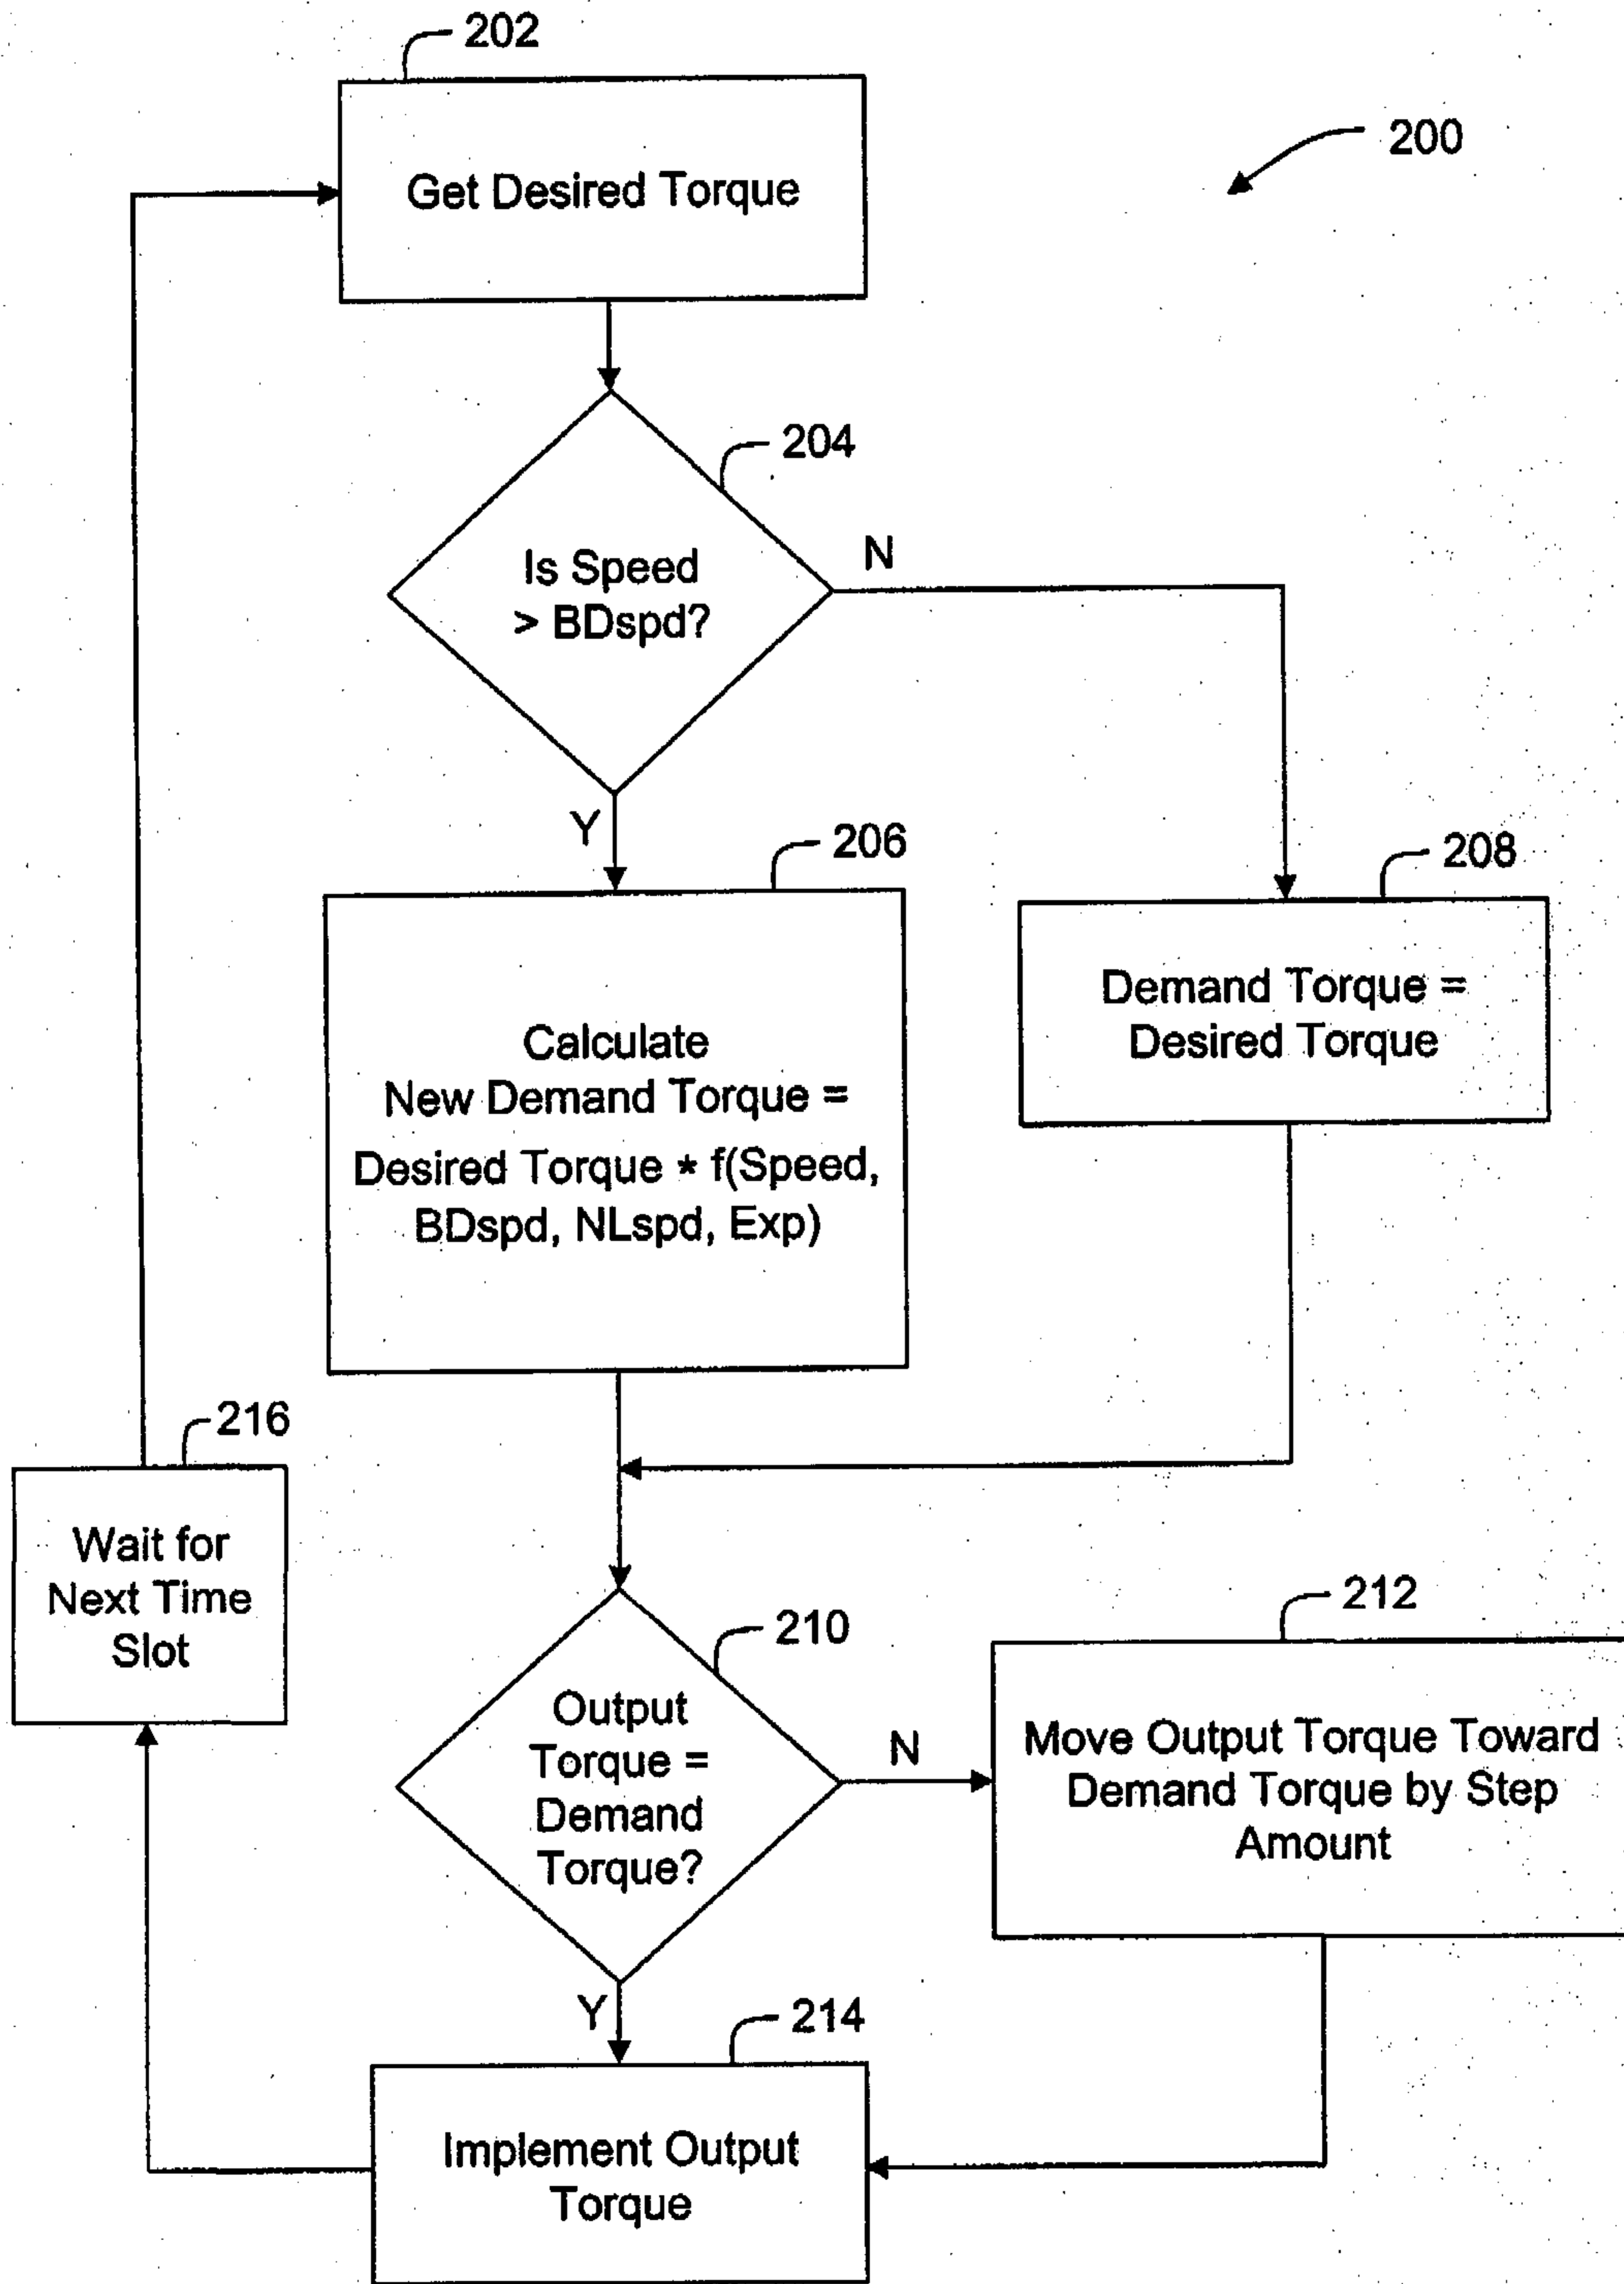 202
200
Get Desired Torque
204
Is Speed
> BDspd?
N
Y
206
208
Calculate
New Demand Torque =
Desired Torque * f(Speed,
BDspd, NLspd, Exp)
Demand Torque =
Desired Torque
216
Wait for
Next Time
Slot
210
212
Output
Torque =
Demand
Torque?
N
Move Output Torque Toward
Demand Torque by Step
Amount
Y
214
Implement Output
Torque